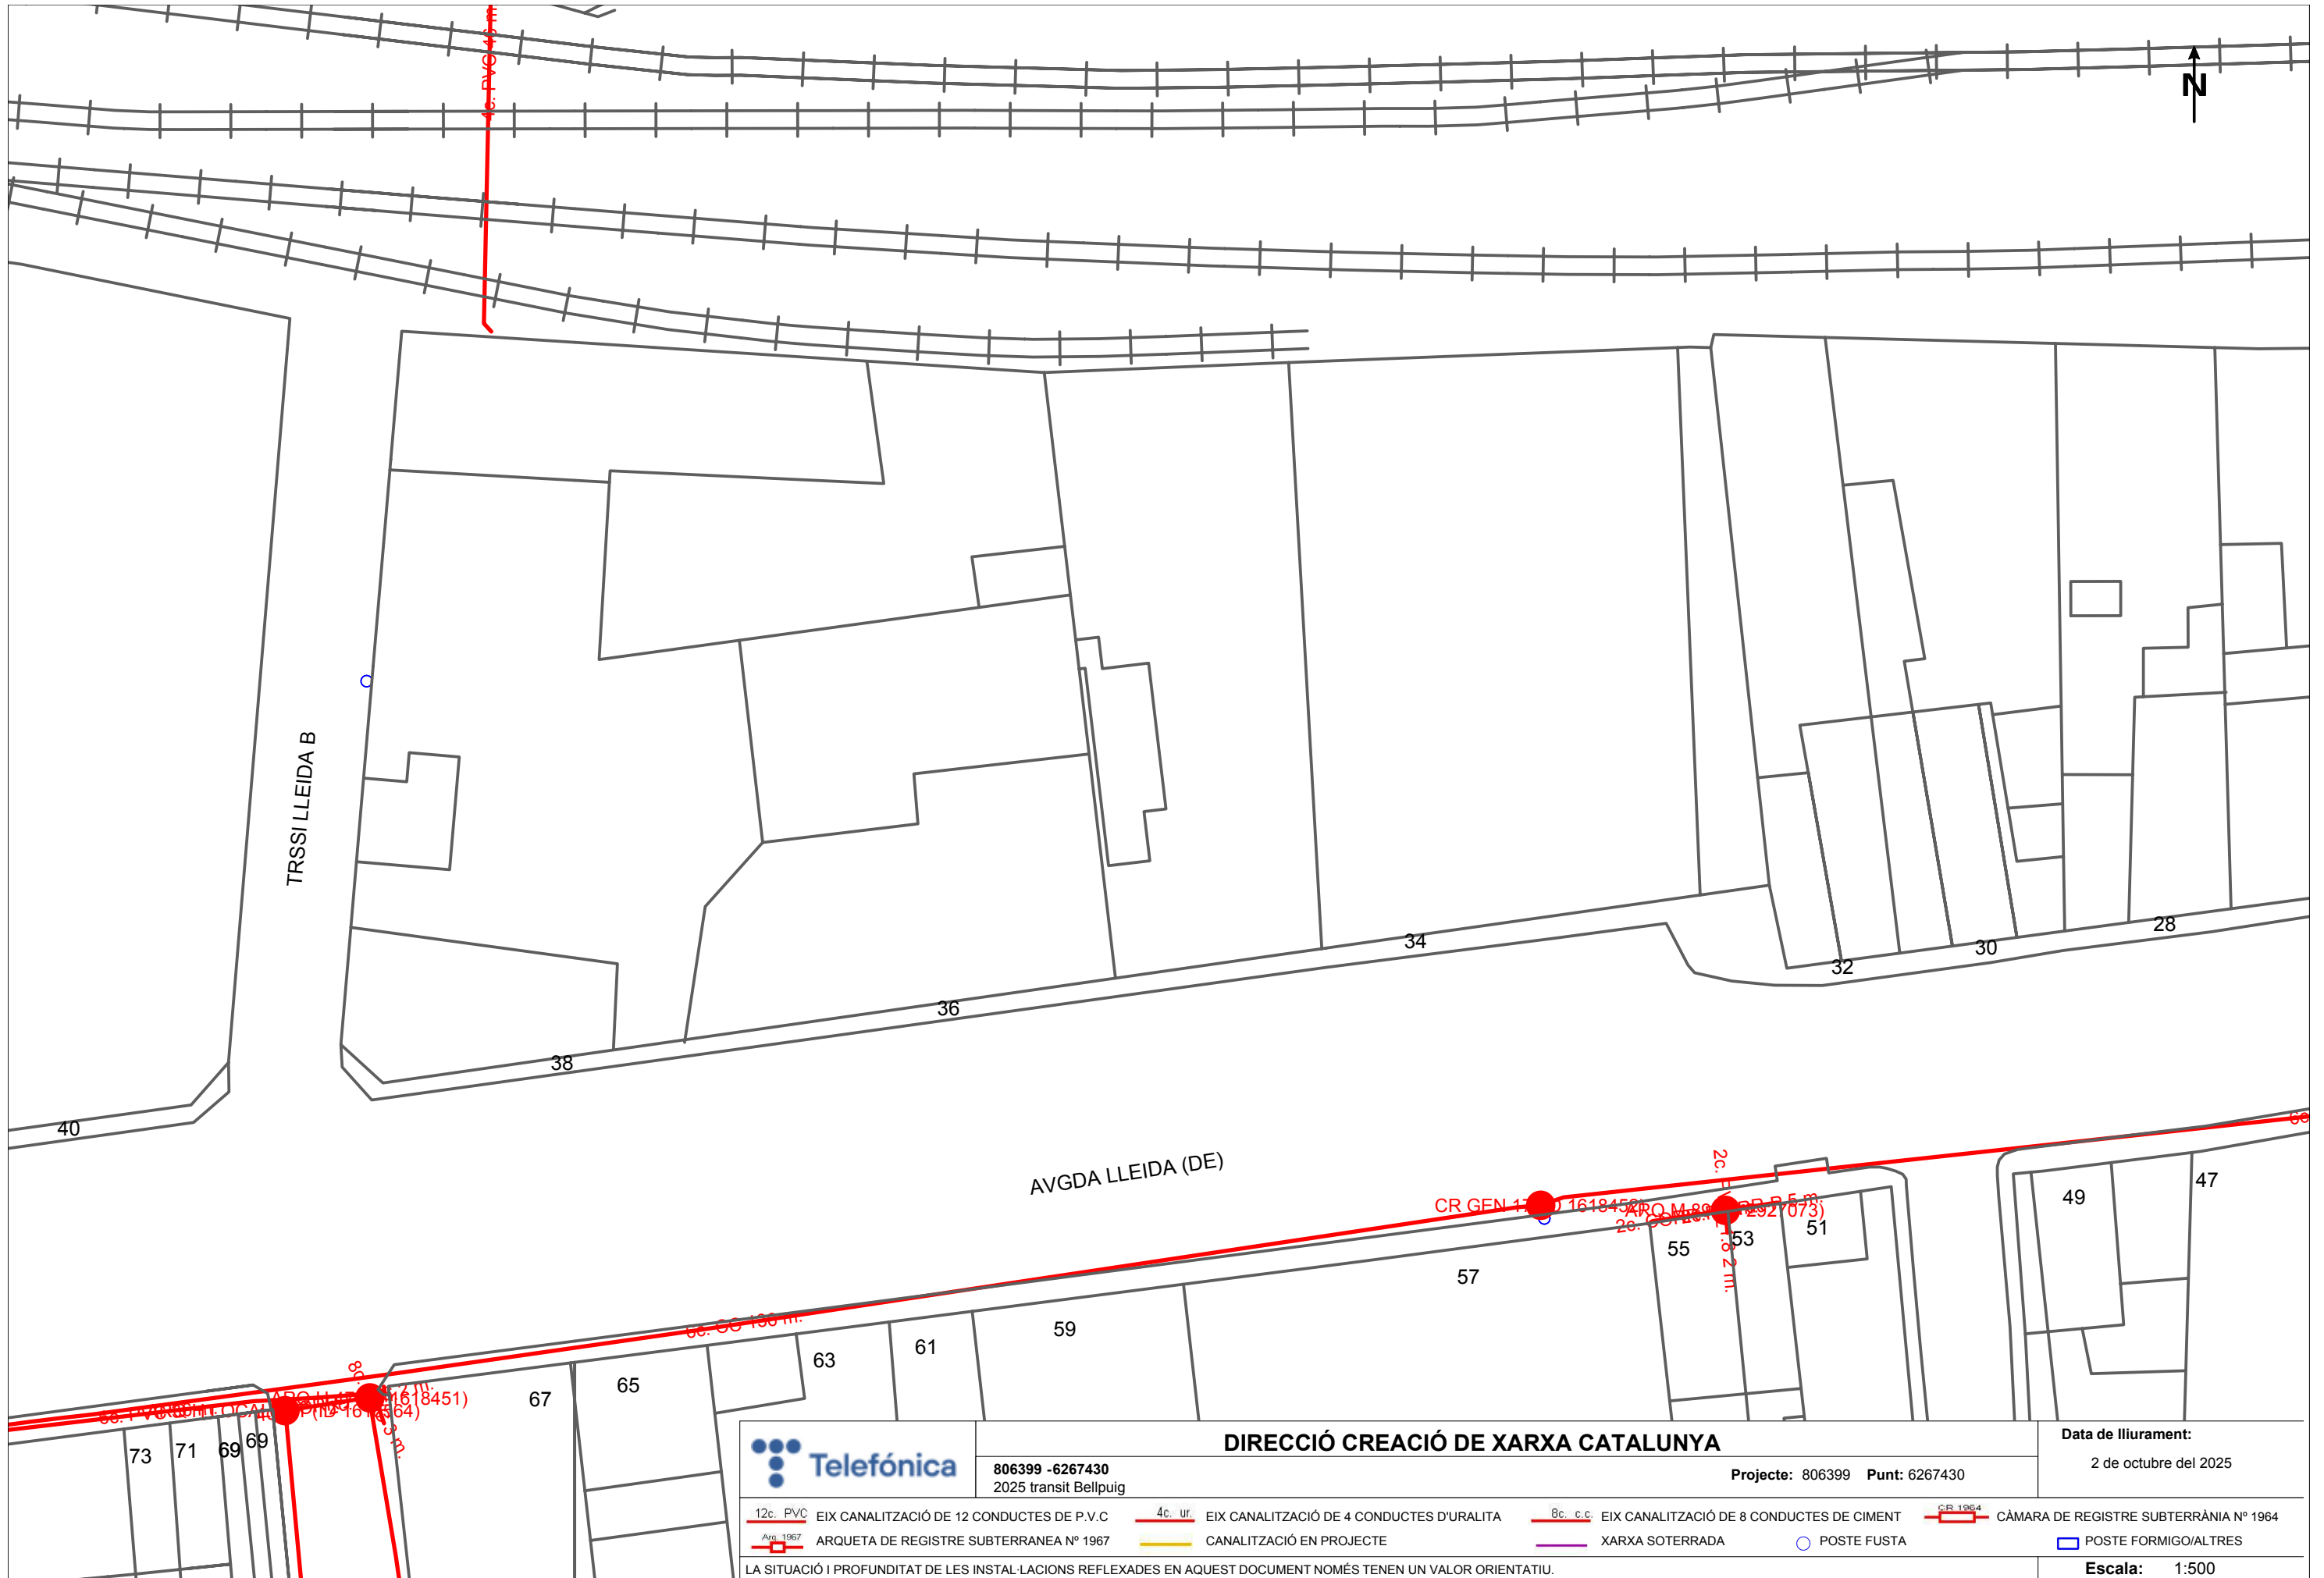 4c. PVC 46 m
N
TRSSI LLEIDA B
34
28
30
32
36
38
40
AVGDA LLEIDA (DE)
2c.
CR GEN
1618452)
2927073)
47
49
51
53
55
57
59
61
63
65
67
69
69
71
73
6c. CC 130 m.
8c.
1618451)
DIRECCIÓ CREACIÓ DE XARXA CATALUNYA
Telefónica
806399 -6267430
2025 transit Bellpuig
Projecte: 806399 Punt: 6267430
Data de lliurament:
2 de octubre del 2025
12c. PVC EIX CANALITZACIÓ DE 12 CONDUCTES DE P.V.C
4c. ur. EIX CANALITZACIÓ DE 4 CONDUCTES D'URALITA
8c. c.c. EIX CANALITZACIÓ DE 8 CONDUCTES DE CIMENT
CR 1964 CÀMARA DE REGISTRE SUBTERRÀNIA Nº 1964
Arq. 1967 ARQUETA DE REGISTRE SUBTERRANEA Nº 1967
CANALITZACIÓ EN PROJECTE
XARXA SOTERRADA
POSTE FUSTA
POSTE FORMIGO/ALTRES
LA SITUACIÓ I PROFUNDITAT DE LES INSTAL·LACIONS REFLEXADES EN AQUEST DOCUMENT NOMÉS TENEN UN VALOR ORIENTATIU.
Escala: 1:500